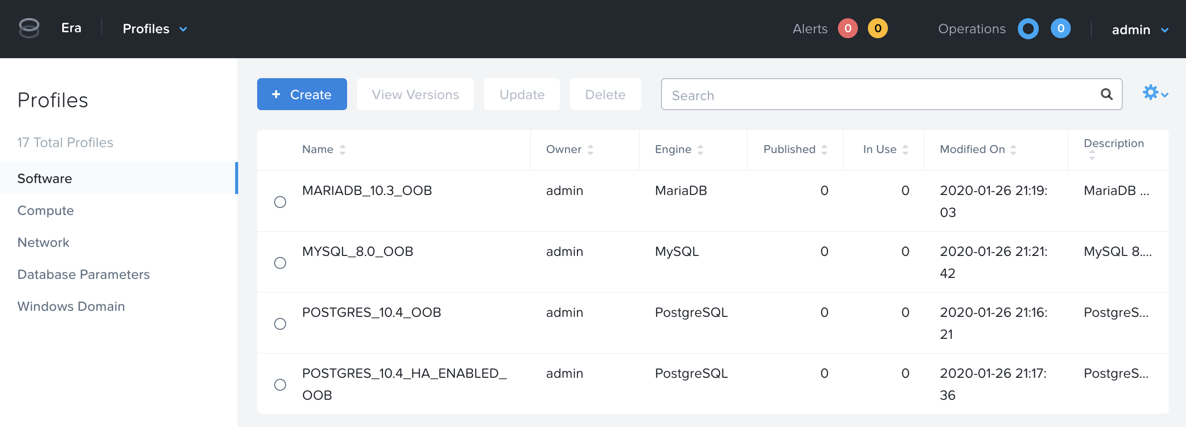 Era Profiles Alerts 0 0 Operations 0 admin
Profiles
17 Total Profiles
Software
Compute
Network
Database Parameters
Windows Domain
+ Create View Versions Update Delete Search
Name Owner Engine Published In Use Modified On Description
MARIADB_10.3_OOB admin MariaDB 0 0 2020-01-26 21:19: MariaDB ...
03
MYSQL_8.0_OOB admin MySQL 0 0 2020-01-26 21:21: MySQL 8....
42
POSTGRES_10.4_OOB admin PostgreSQL 0 0 2020-01-26 21:16: PostgreS...
21
POSTGRES_10.4_HA_ENABLED_ admin PostgreSQL 0 0 2020-01-26 21:17: PostgreS...
OOB 36